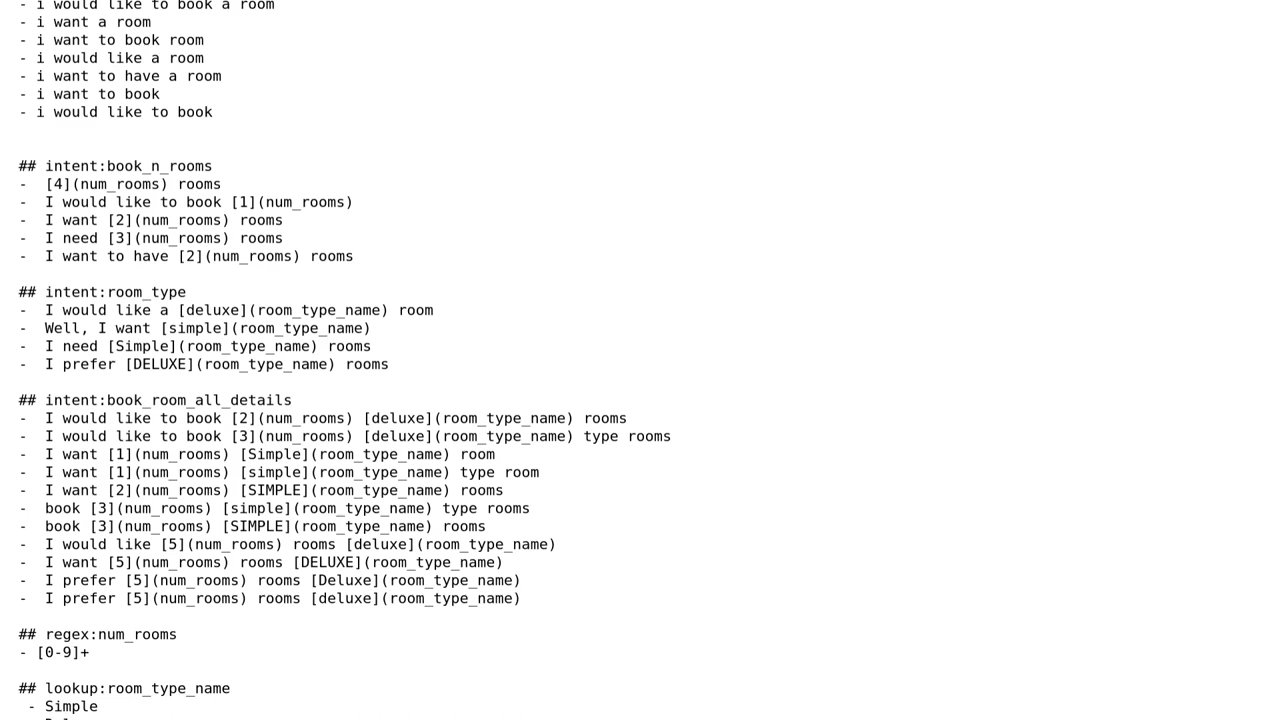 - i would like to book a room
- i want a room
- i want to book room
- i would like a room
- i want to have a room
- i want to book
- i would like to book
## intent:book_n_rooms
-  [4](num_rooms) rooms
-  I would like to book [1](num_rooms)
-  I want [2](num_rooms) rooms
-  I need [3](num_rooms) rooms
-  I want to have [2](num_rooms) rooms
## intent:room_type
-  I would like a [deluxe](room_type_name) room
-  Well, I want [simple](room_type_name)
-  I need [Simple](room_type_name) rooms
-  I prefer [DELUXE](room_type_name) rooms
## intent:book_room_all_details
-  I would like to book [2](num_rooms) [deluxe](room_type_name) rooms
-  I would like to book [3](num_rooms) [deluxe](room_type_name) type rooms
-  I want [1](num_rooms) [Simple](room_type_name) room
-  I want [1](num_rooms) [simple](room_type_name) type room
-  I want [2](num_rooms) [SIMPLE](room_type_name) rooms
-  book [3](num_rooms) [simple](room_type_name) type rooms
-  book [3](num_rooms) [SIMPLE](room_type_name) rooms
-  I would like [5](num_rooms) rooms [deluxe](room_type_name)
-  I want [5](num_rooms) rooms [DELUXE](room_type_name)
-  I prefer [5](num_rooms) rooms [Deluxe](room_type_name)
-  I prefer [5](num_rooms) rooms [deluxe](room_type_name)
## regex:num_rooms
- [0-9]+
## lookup:room_type_name
 - Simple